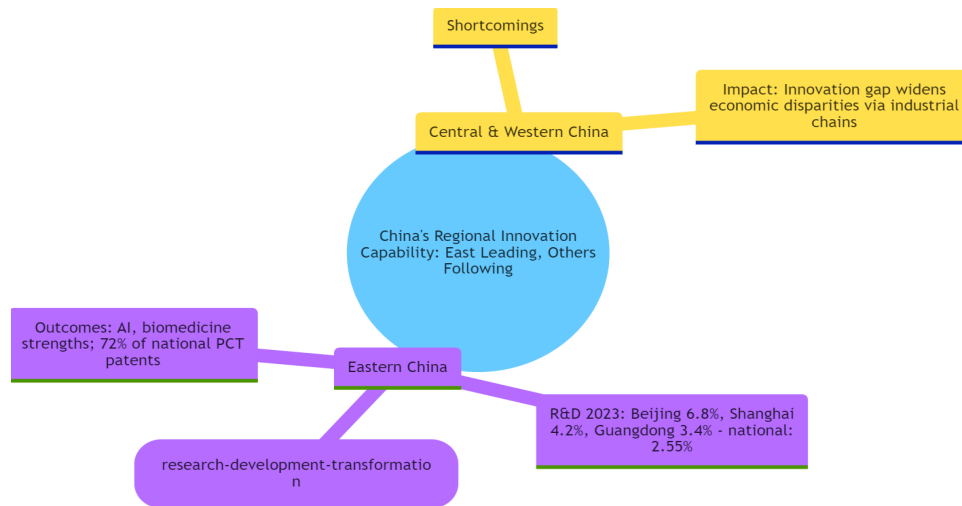 Shortcomings
Impact: Innovation gap widens
economic disparities via industrial
chains
Central & Western China
China's Regional Innovation
Capability: East Leading, Others
Following
Outcomes: AI, biomedicine
strengths; 72% of national PCT
patents
Eastern China
R&D 2023: Beijing 6.8%, Shanghai
4.2%, Guangdong 3.4% - national:
2.55%
research-development-transformatio
n